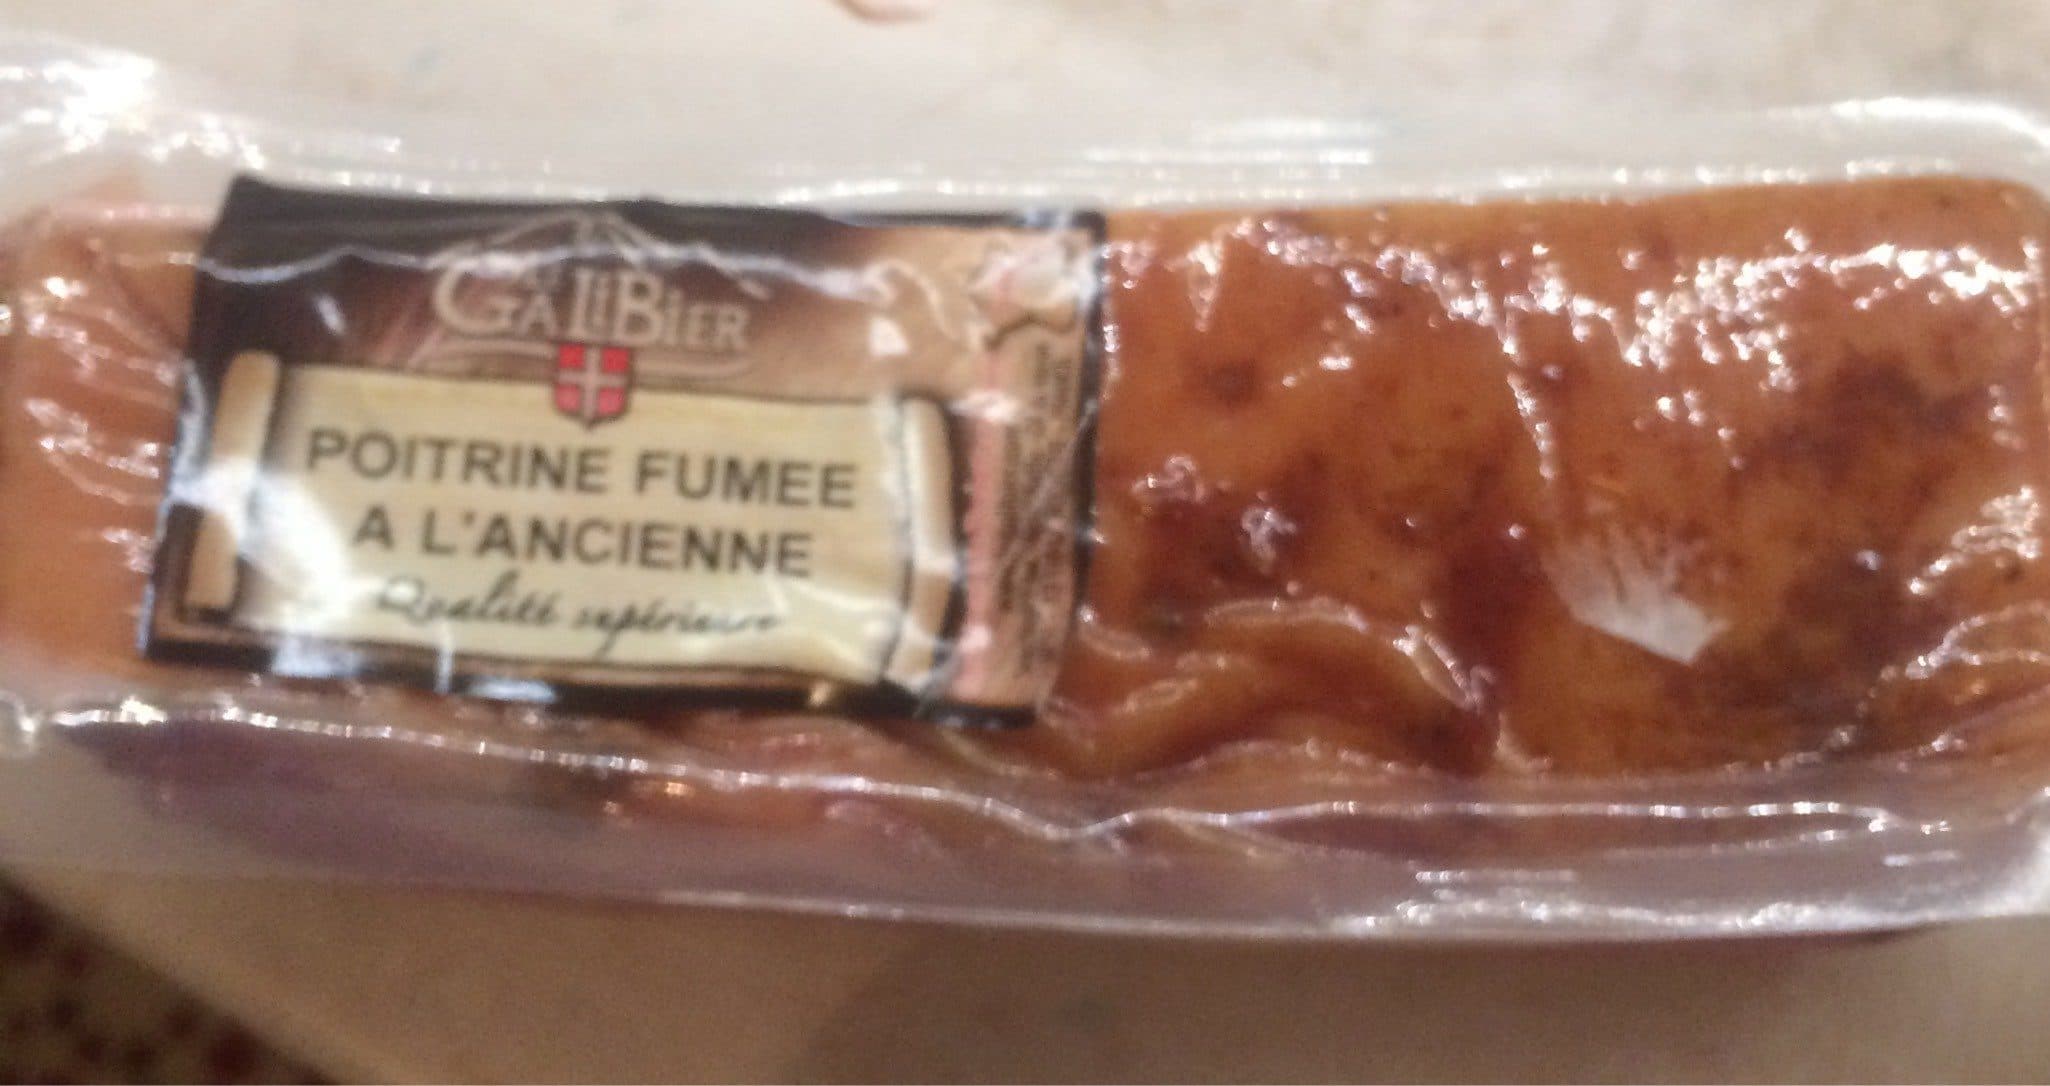 GALIBIER
POITRINE FUMEE
A L'ANCIENNE
Qualité supérieure